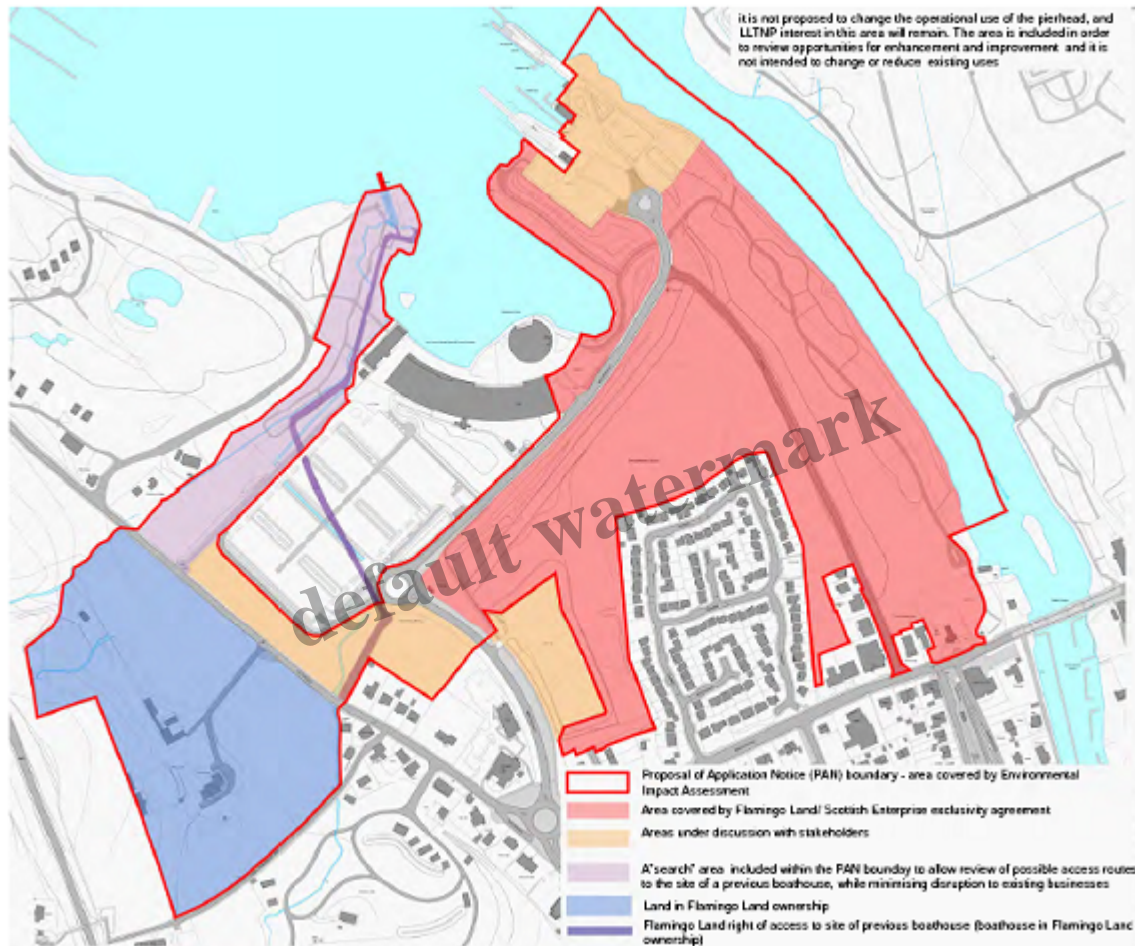 it is not proposed to change the operational use of the pierhead, and
LLTNP interest in this area will remain. The area is included in order
to review opportunities for enhancement and improvement and it is
not intended to change or reduce existing uses
default watermark
Proposal of Application Notice (PAN) boundary - area covered by Environmental
Impact Assessment
Area covered by Flamingo Land/ Scottish Enterprise exclusivity agreement
Areas under discussion with stakeholders
A"search" area included within the PAN bounday to allow review of possible access routes
to the site of a previous boathouse, while minimising disruption to existing businesses
Land in Flamingo Land ownership
Flamingo Land right of access to site of previous boathouse (boathouse in Flamingo Land
ownership)